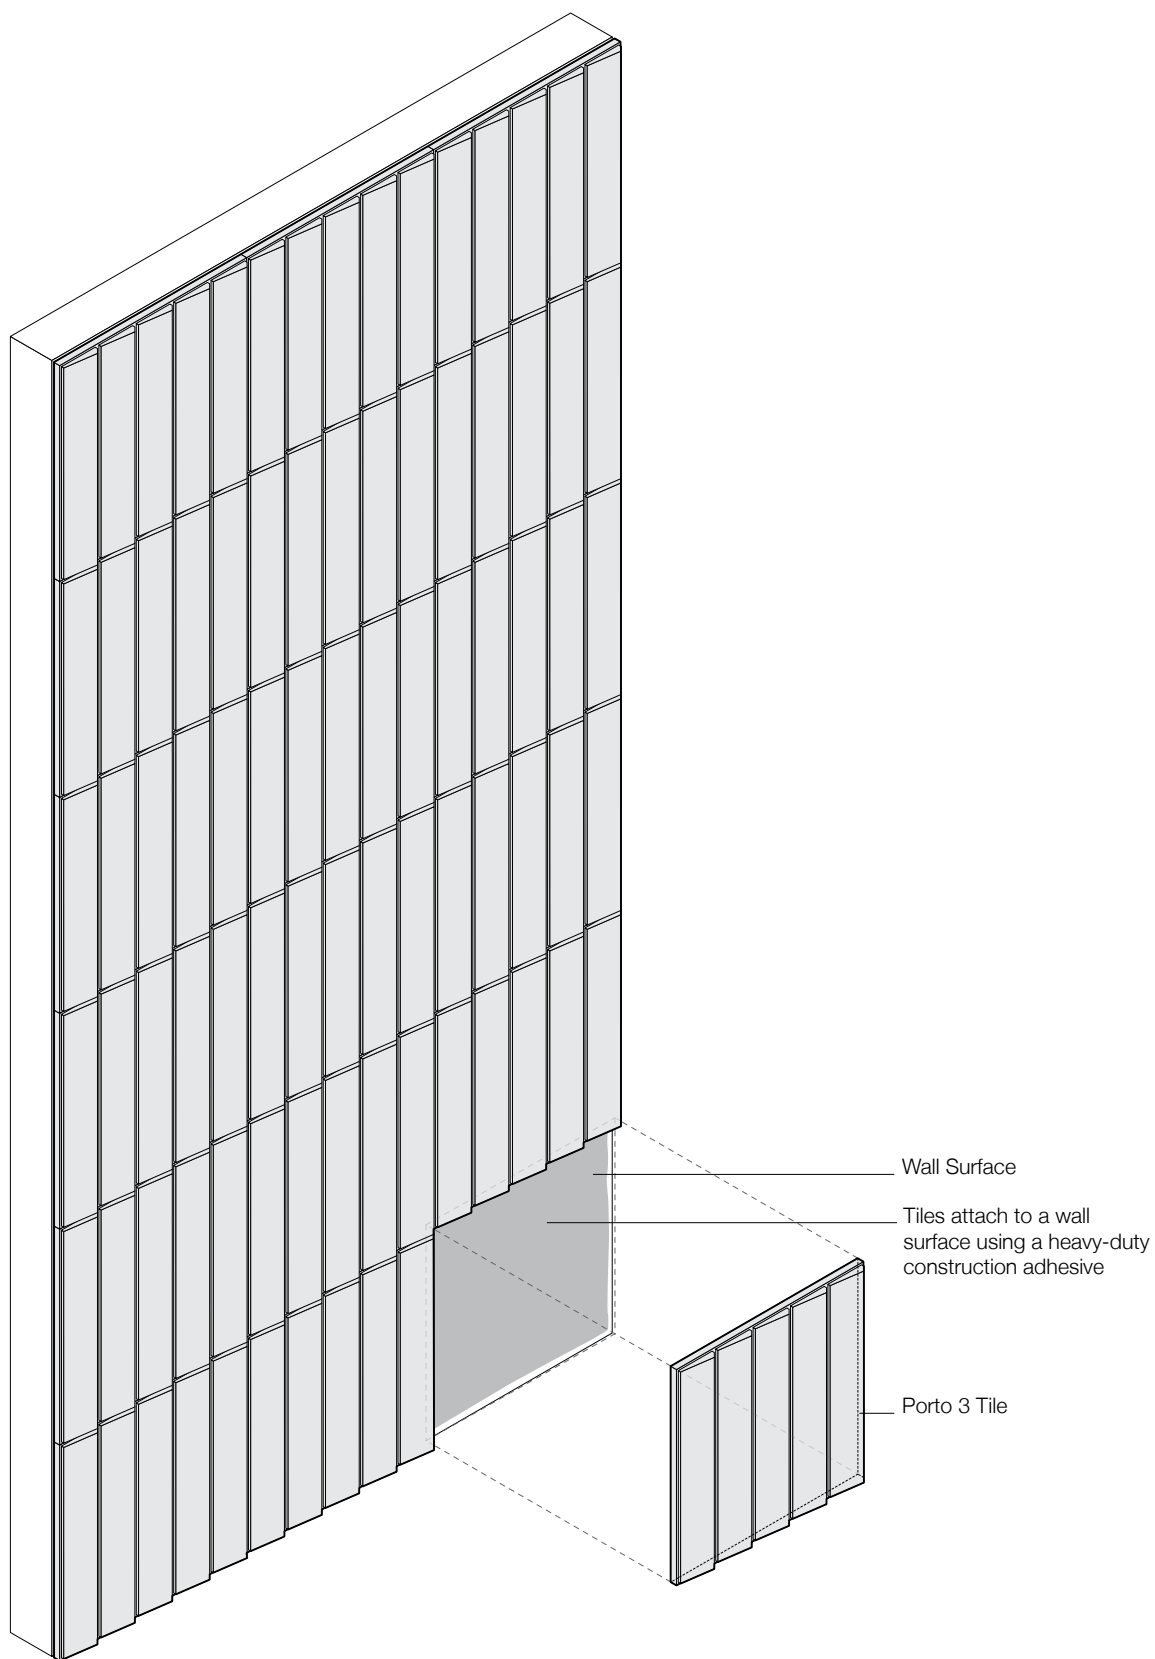 Wall Surface
Tiles attach to a wall
surface using a heavy-duty
construction adhesive
Porto 3 Tile